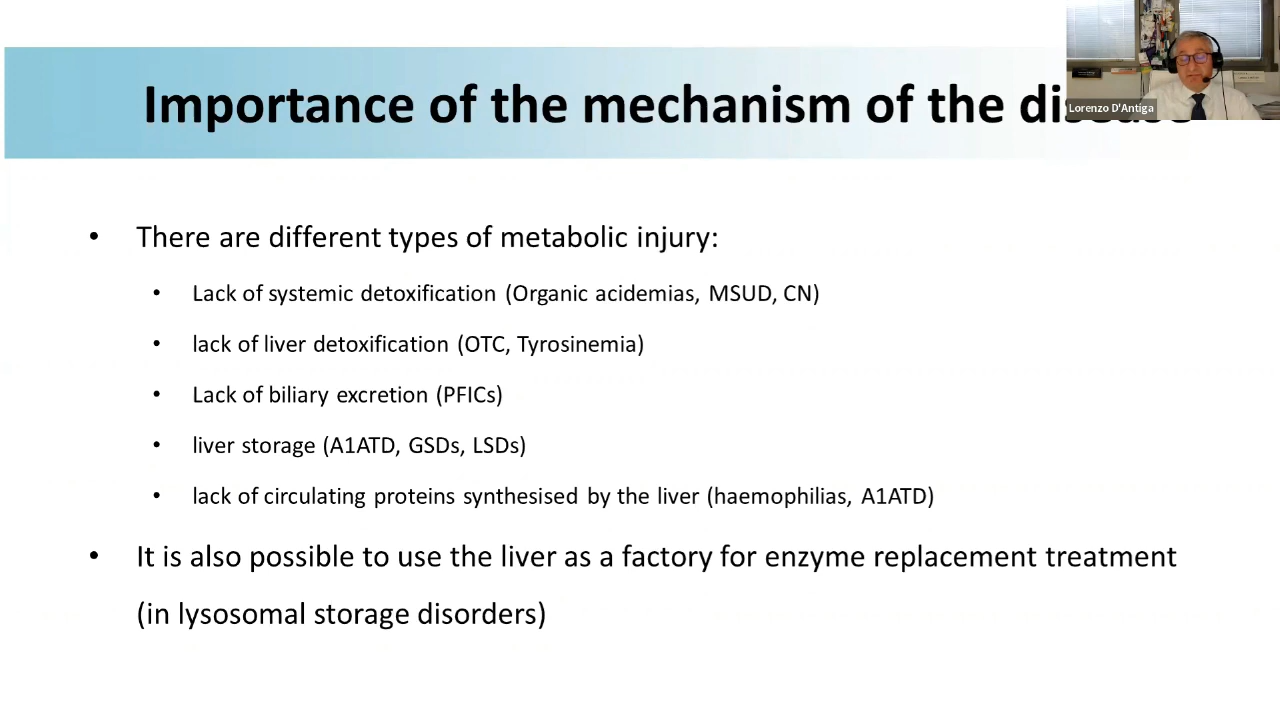 Importance of the mechanism of the disease
Lorenzo D'Antiga
• There are different types of metabolic injury:
• Lack of systemic detoxification (Organic acidemias, MSUD, CN)
• lack of liver detoxification (OTC, Tyrosinemia)
• Lack of biliary excretion (PFICs)
• liver storage (A1ATD, GSDs, LSDs)
• lack of circulating proteins synthesised by the liver (haemophilias, A1ATD)
• It is also possible to use the liver as a factory for enzyme replacement treatment
(in lysosomal storage disorders)